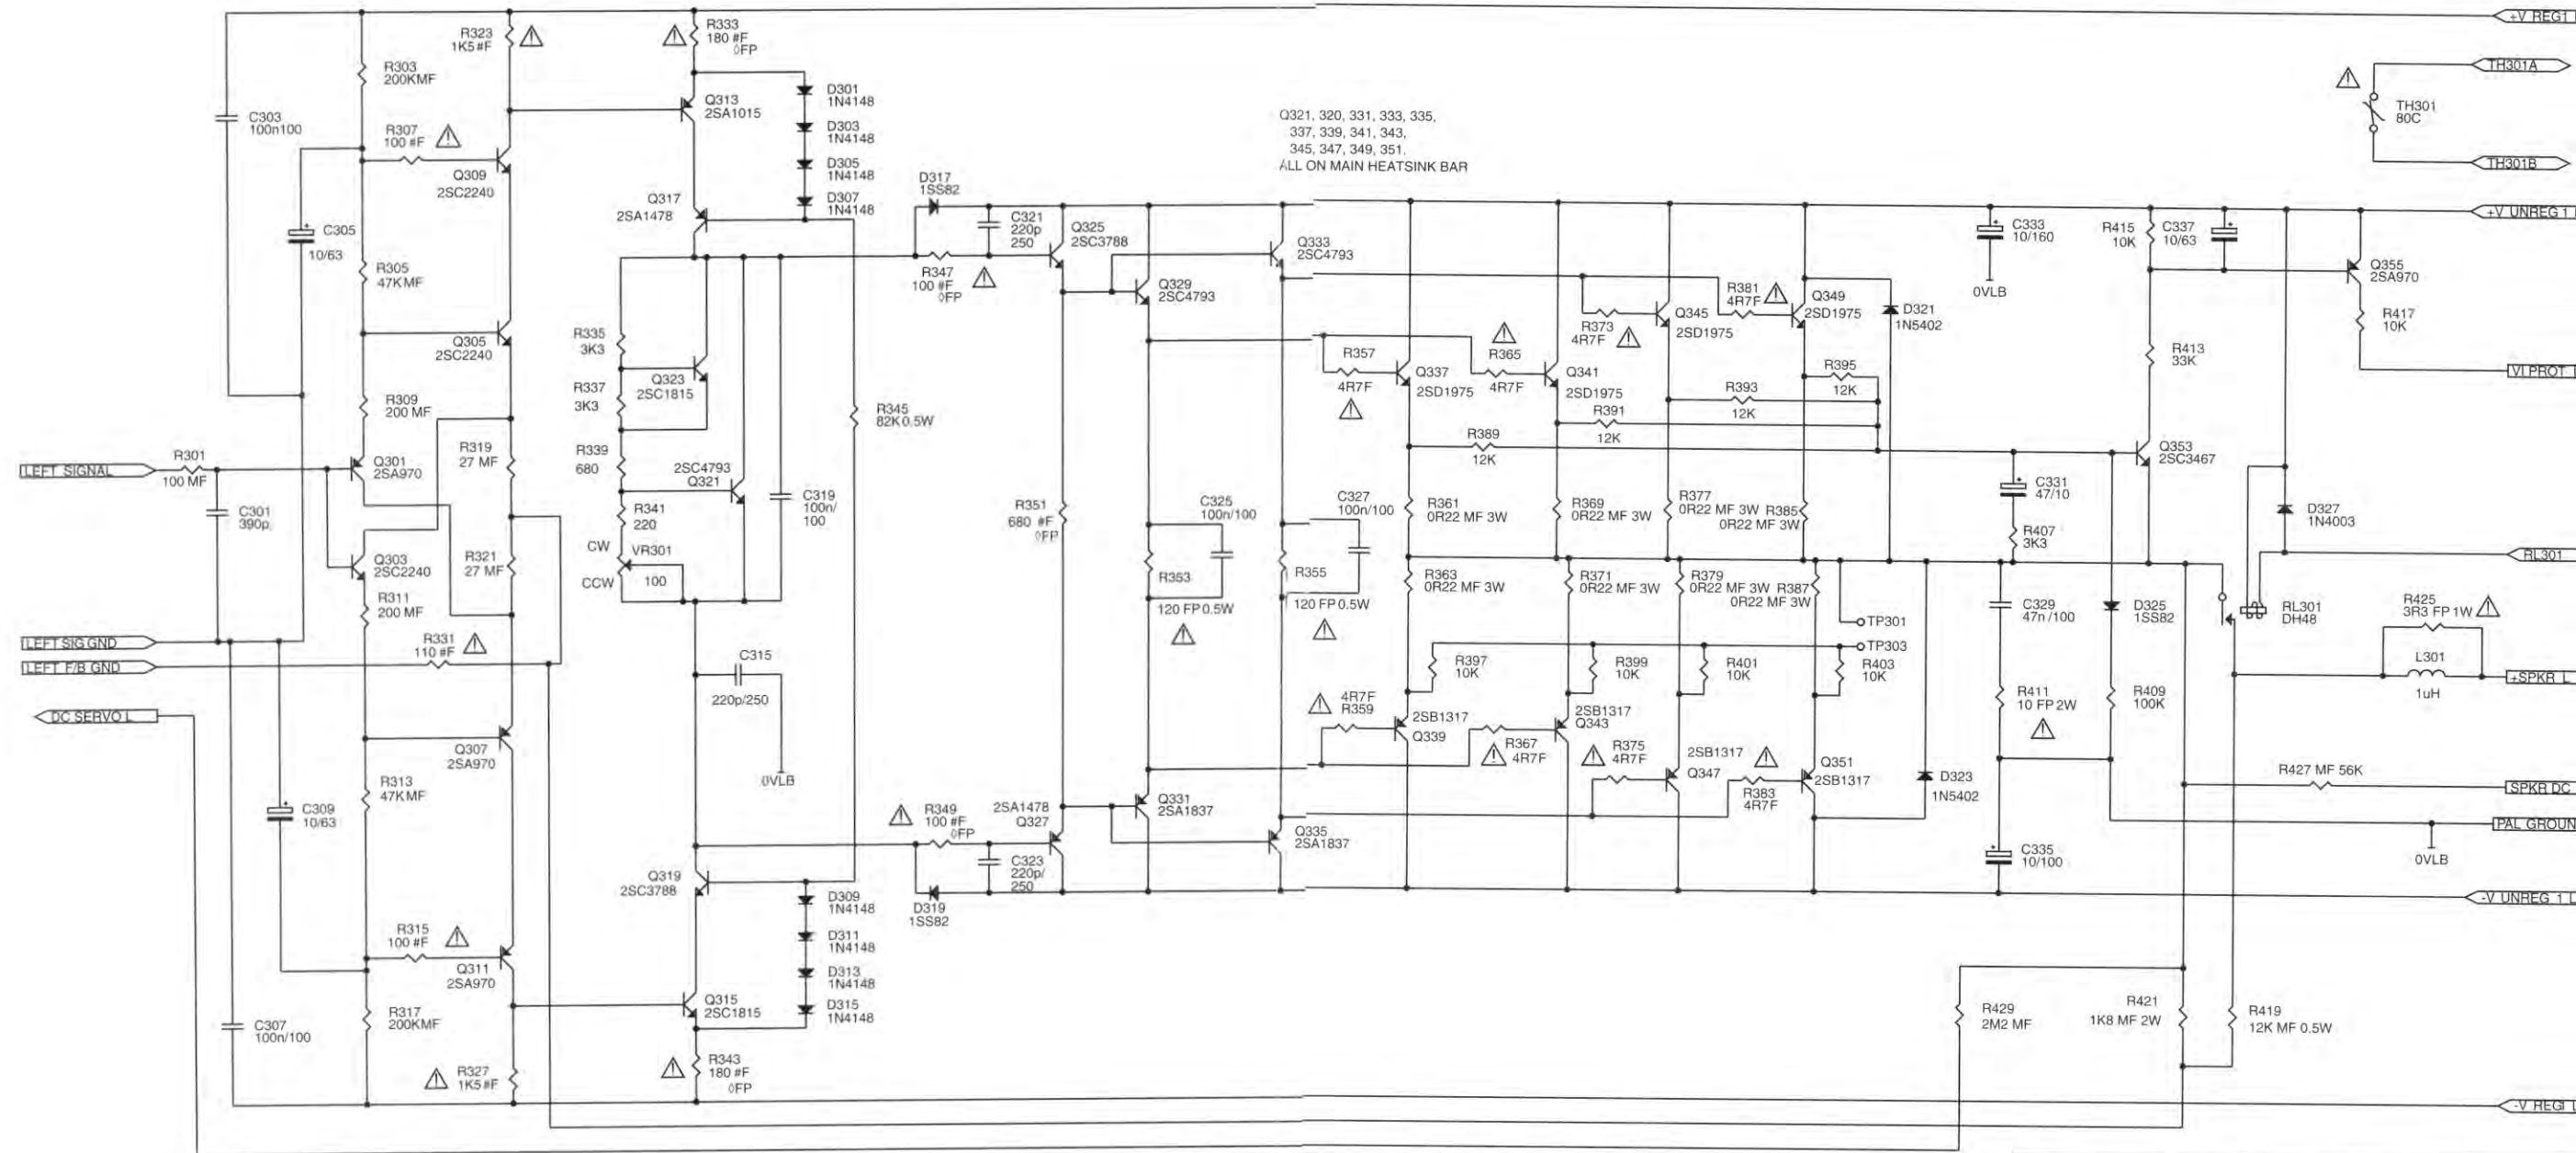 +V REG1
R323
1K5 #F
R333
180 #F
◊FP
R303
200KMF
TH301A
TH301
80C
TH301B
D301
1N4148
Q313
2SA1015
C303
100n100
R307
100 #F
D303
1N4148
Q321, 320, 331, 333, 335,
337, 339, 341, 343,
345, 347, 349, 351.
ALL ON MAIN HEATSINK BAR
Q309
2SC2240
D305
1N4148
D307
1N4148
Q317
2SA1478
D317
1SS82
C305
10/63
C321
220p
250
Q325
2SC3788
Q333
2SC4793
C333
10/160
0VLB
R415
10K
C337
10/63
+V UNREG 1
Q355
2SA970
R305
47KMF
R347
100 #F
◊FP
Q329
2SC4793
R381
4R7F
Q349
2SD1975
D321
1N5402
R373
4R7F
Q345
2SD1975
R417
10K
Q305
2SC2240
R335
3K3
R357
4R7F
Q337
2SD1975
R365
4R7F
Q341
2SD1975
R395
12K
R413
33K
VI PROT
Q323
2SC1815
R337
3K3
R393
12K
R391
12K
R309
200 MF
R345
82K 0.5W
R389
12K
Q353
2SC3467
LEFT SIGNAL
R301
100 MF
Q301
2SA970
R319
27 MF
R339
680
2SC4793
Q321
C301
390p
R341
220
C319
100n/
100
R351
680 #F
◊FP
C325
100n/100
C327
100n/100
R361
0R22 MF 3W
R369
0R22 MF 3W
R377
0R22 MF 3W
R385
0R22 MF 3W
C331
47/10
D327
1N4003
R407
3K3
CW
VR301
CCW
100
Q303
2SC2240
R321
27 MF
R353
120 FP 0.5W
R355
120 FP 0.5W
R363
0R22 MF 3W
R371
0R22 MF 3W
R379
0R22 MF 3W
R387
0R22 MF 3W
RL301
R311
200 MF
C329
47n/100
D325
1SS82
RL301
DH48
R425
3R3 FP 1W
TP301
LEFT SIG GND
R331
110 #F
LEFT F/B GND
TP303
L301
1uH
+SPKR L
C315
220p/250
0VLB
R397
10K
R399
10K
R401
10K
R403
10K
R411
10 FP 2W
R409
100K
DC SERVO L
4R7F
R359
2SB1317
Q339
2SB1317
Q343
Q307
2SA970
R367
4R7F
R375
4R7F
2SB1317
Q347
Q351
2SB1317
R383
4R7F
D323
1N5402
R427 MF 56K
SPKR DC
R313
47KMF
C309
10/63
R349
100 #F
◊FP
2SA1478
Q327
Q331
2SA1837
Q335
2SA1837
PAL GROUN
0VLB
C335
10/100
C323
220p/
250
D319
1SS82
Q319
2SC3788
D309
1N4148
-V UNREG 1 L
D311
1N4148
R315
100 #F
Q311
2SA970
D313
1N4148
Q315
2SC1815
D315
1N4148
R317
200KMF
C307
100n/100
R429
2M2 MF
R421
1K8 MF 2W
R419
12K MF 0.5W
R327
1K5 #F
R343
180 #F
◊FP
-V REG L